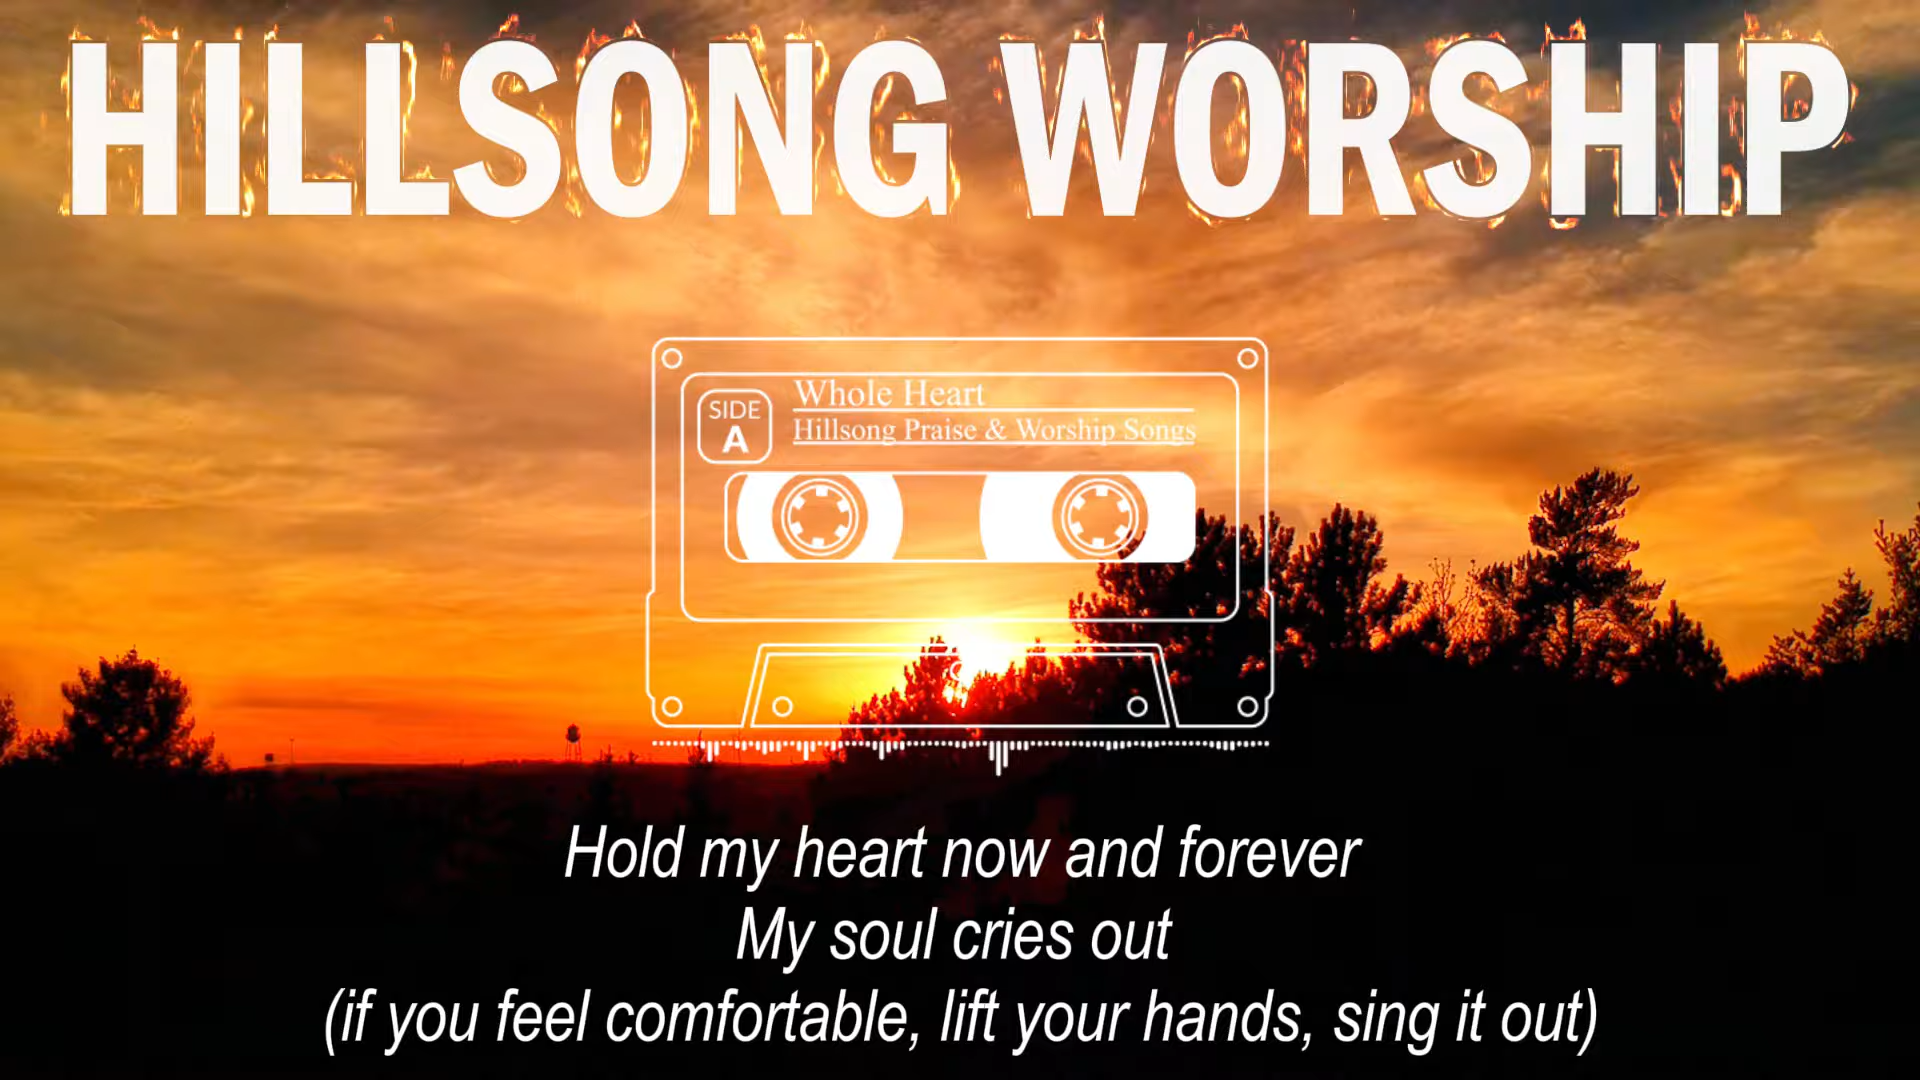 HILLSONG WORSHIP
SIDE
A
Whole Heart
Hillsong Praise & Worship Songs
Hold my heart now and forever
My soul cries out
(if you feel comfortable, lift your hands, sing it out)